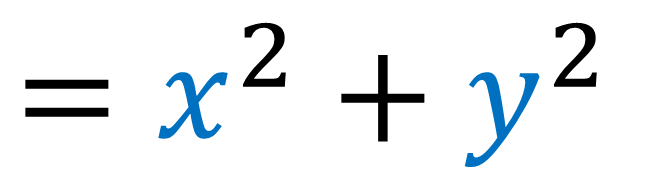 = x² + y²